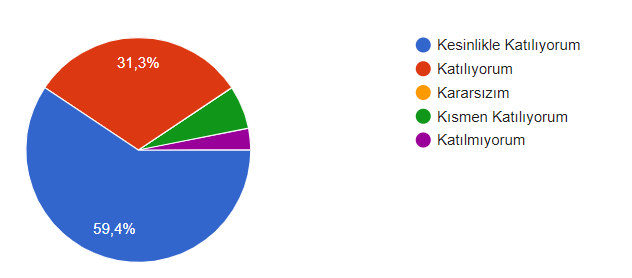 31,3%
59,4%
Kesinlikle Katılıyorum
Katılıyorum
Kararsızım
Kısmen Katılıyorum
Katılmıyorum